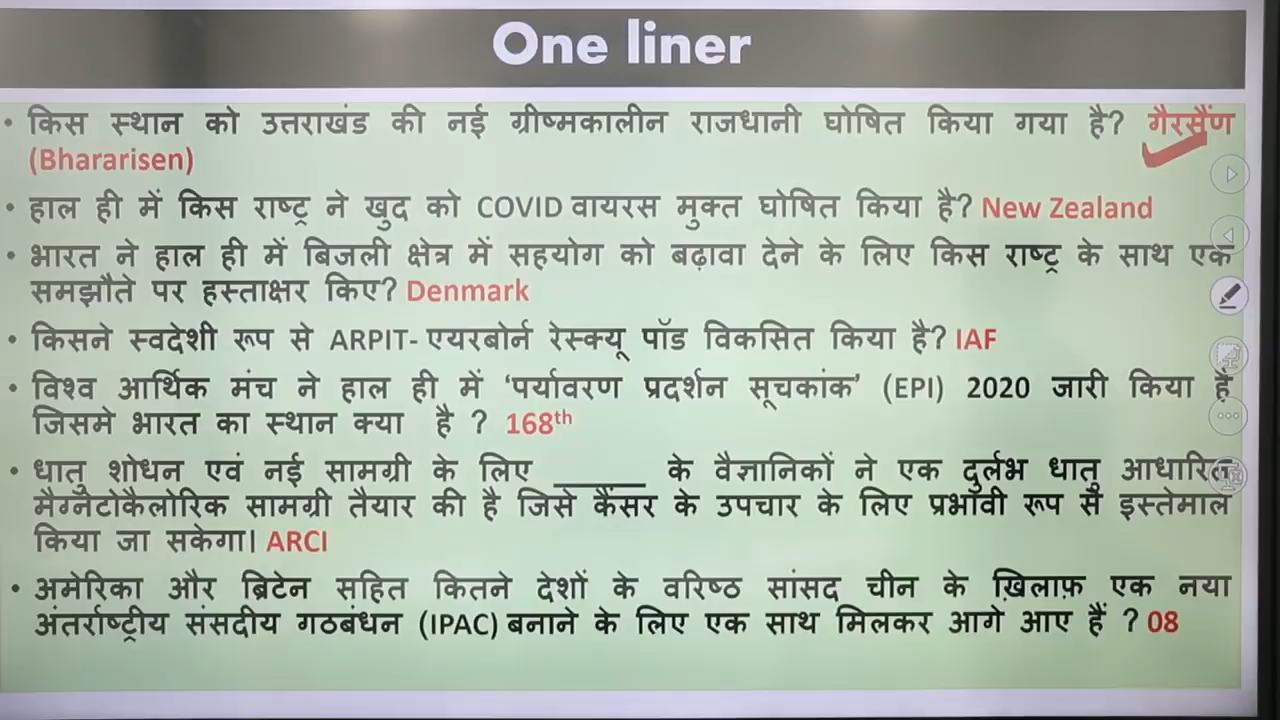 One liner
• किस स्थान को उत्तराखंड की नई ग्रीष्मकालीन राजधानी घोषित किया गया है? गैरसैंण
(Bhararisen)
• हाल ही में किस राष्ट्र ने खुद को COVID वायरस मुक्त घोषित किया है? New Zealand
• भारत ने हाल ही में बिजली क्षेत्र में सहयोग को बढ़ावा देने के लिए किस राष्ट्र के साथ एक
समझौते पर हस्ताक्षर किए? Denmark
• किसने स्वदेशी रूप से ARPIT- एयरबोर्न रेस्क्यू पॉड विकसित किया है? IAF
• विश्व आर्थिक मंच ने हाल ही में ‘पर्यावरण प्रदर्शन सूचकांक’ (EPI) 2020 जारी किया है
जिसमे भारत का स्थान क्या है ? 168th
• धातु शोधन एवं नई सामग्री के लिए _______ के वैज्ञानिकों ने एक दुर्लभ धातु आधारित
मैग्नेटोकैलोरिक सामग्री तैयार की है जिसे कैंसर के उपचार के लिए प्रभावी रूप से इस्तेमाल
किया जा सकेगा। ARCI
• अमेरिका और ब्रिटेन सहित कितने देशों के वरिष्ठ सांसद चीन के ख़िलाफ़ एक नया
अंतर्राष्ट्रीय संसदीय गठबंधन (IPAC) बनाने के लिए एक साथ मिलकर आगे आए हैं ? 08